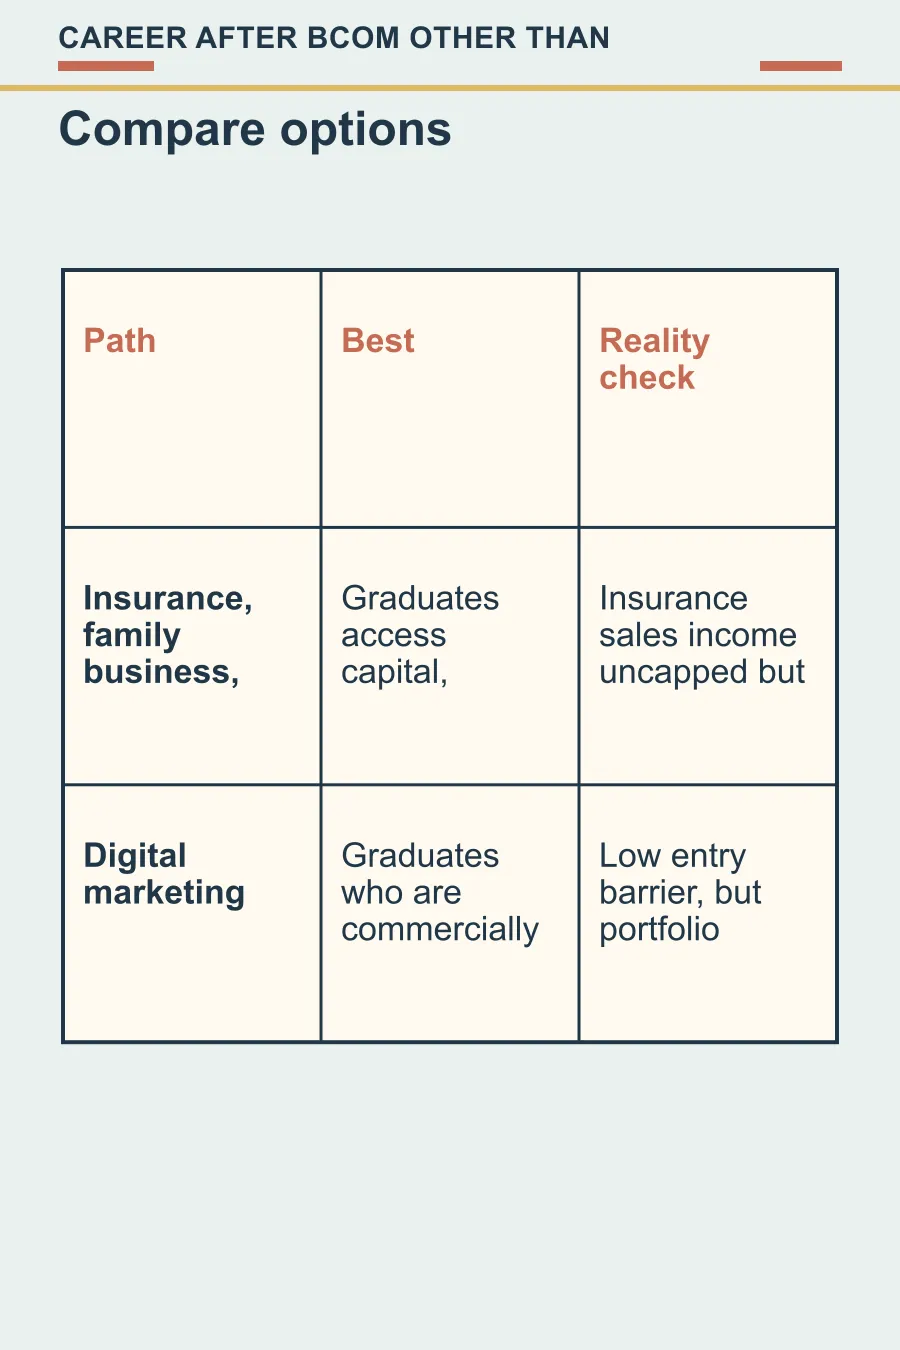 CAREER AFTER BCOM OTHER THAN
Compare options
Path
Best
Reality
check
Insurance,
family
business,
Graduates
access
capital,
Insurance
sales income
uncapped but
Digital
marketing
Graduates
who are
commercially
Low entry
barrier, but
portfolio